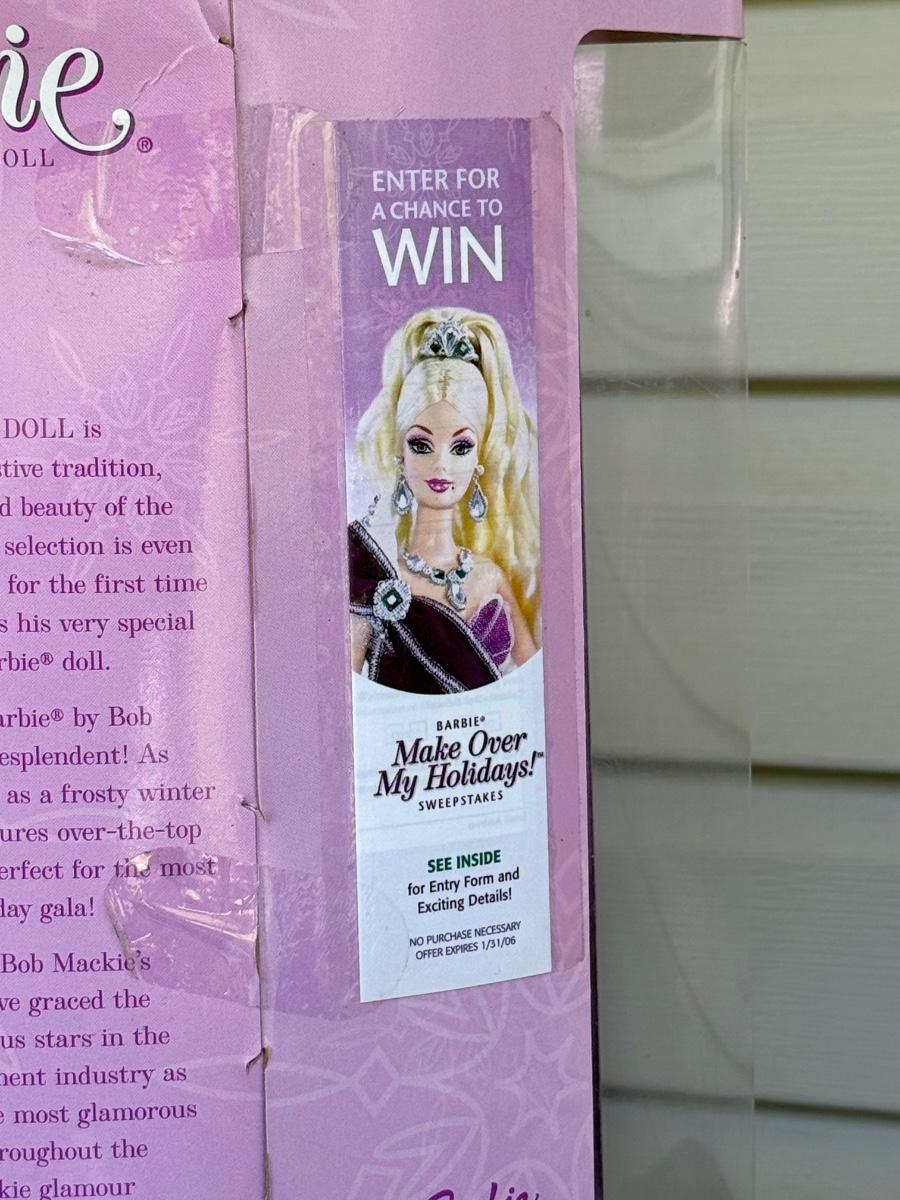 ie®
OLL
DOLL is
stive tradition,
d beauty of the
selection is even
for the first time
s his very special
rbie® doll.
arbie® by Bob
esplendent! As
as a frosty winter
ures over-the-top
erfect for the most
day gala!
Bob Mackie's
ve graced the
us stars in the
ment industry as
e most glamorous
roughout the
kie glamour
ENTER FOR
A CHANCE TO
WIN
BARBIE®
Make Over
My Holidays!™
SWEEPSTAKES
SEE INSIDE
for Entry Form and
Exciting Details!
NO PURCHASE NECESSARY
OFFER EXPIRES 1/31/06